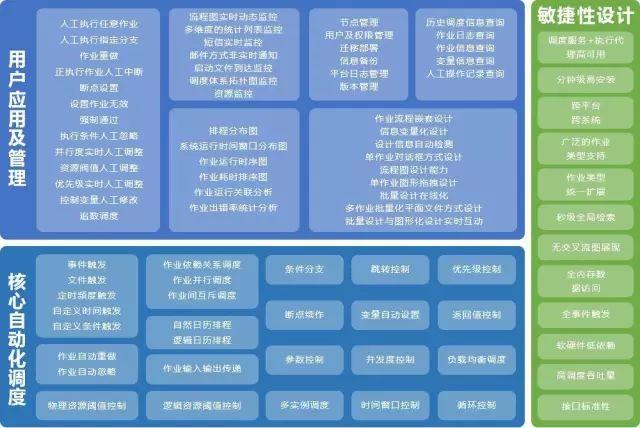 用户应用及管理
人工执行任意作业
人工执行指定分支
作业重做
正执行作业人工中断
断点设置
设置作业无效
强制通过
执行条件人工忽略
并行度实时人工调整
资源阀值人工调整
优先级实时人工调整
控制变量人工修改
追数调度
流程图实时动态监控
多维度的统计列表监控
短信实时监控
邮件方式非实时通知
启动文件到达监控
调度体系拓扑图监控
资源监控
节点管理
用户及权限管理
迁移部署
信息备份
平台日志管理
版本管理
历史调度信息查询
作业日志查询
作业信息查询
变量信息查询
人工操作记录查询
排程分布图
系统运行时间窗口分布图
作业运行时序图
作业耗时排序图
作业运行关联分析
作业出错率统计分析
作业流程嵌套设计
信息变量化设计
设计信息自动检测
单作业对话框方式设计
流程图设计能力
单作业图形拖拽设计
批量设计在线化
多作业批量化平面文件方式设计
批量设计与图形化设计实时互动
核心自动化调度
事件触发
文件触发
定时频度触发
自定义时间触发
自定义条件触发
作业自动重做
作业自动忽略
物理资源阈值控制
作业依赖关系调度
作业并行调度
作业间互斥调度
自然日历排程
逻辑日历排程
作业输入输出传递
逻辑资源阈值控制
条件分支
跳转控制
优先级控制
断点续作
变量自动设置
返回值控制
参数控制
并发度控制
负载均衡调度
多实例调度
时间窗口控制
循环控制
敏捷性设计
调度服务+执行代
理高可用
分钟级易安装
跨平台
跨系统
广泛的作业
类型支持
作业类型
统一扩展
秒级全局检索
无交叉流图展现
全内存数
据访问
全事件触发
软硬件低依赖
高调度吞吐量
接口标准性